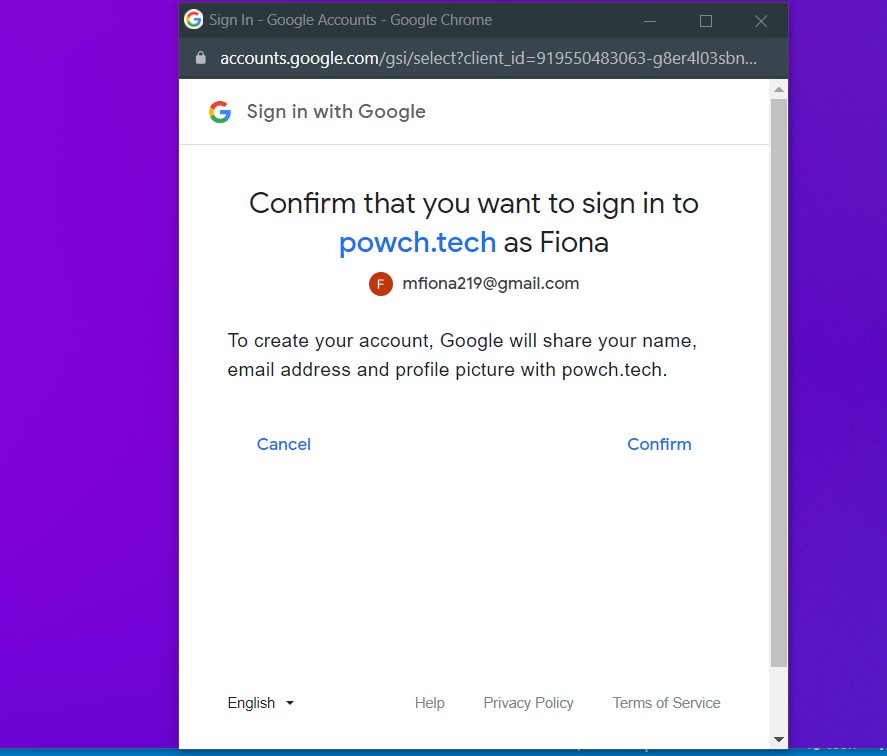 Sign In - Google Accounts - Google Chrome
accounts.google.com/gsi/select?client_id=919550483063-g8er4l03sbn...
Sign in with Google
Confirm that you want to sign in to
powch.tech as Fiona
F mfiona219@gmail.com
To create your account, Google will share your name,
email address and profile picture with powch.tech.
Cancel Confirm
English Help Privacy Policy Terms of Service